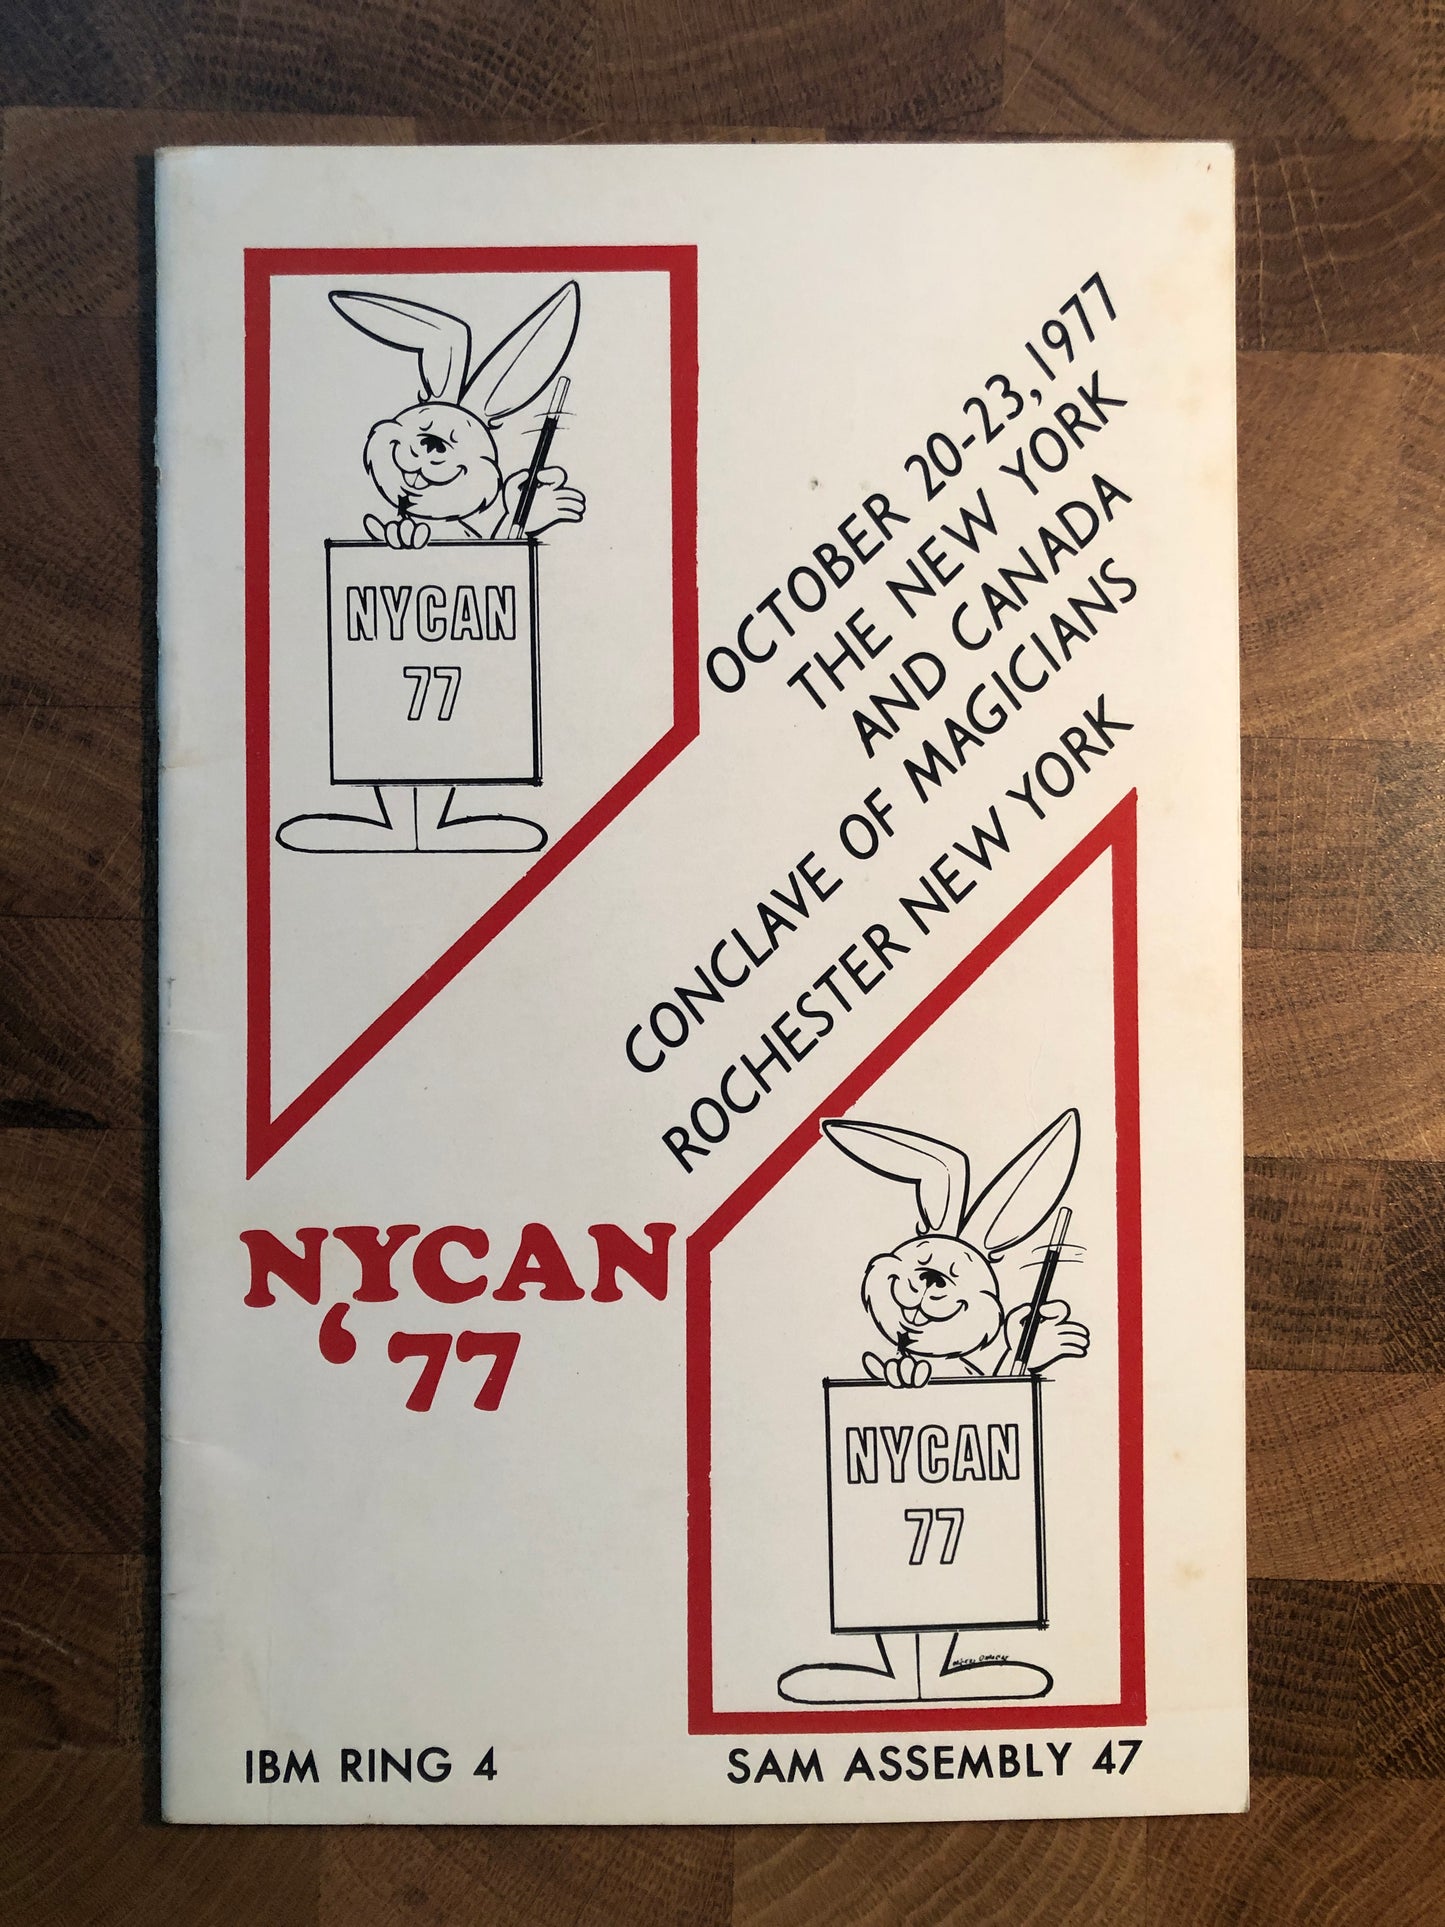 NYCAN
77
OCTOBER 20-23, 1977
THE NEW YORK
AND CANADA
CONCLAVE OF MAGICIANS
ROCHESTER NEW YORK
NYCAN
'77
NYCAN
77
IBM RING 4
SAM ASSEMBLY 47